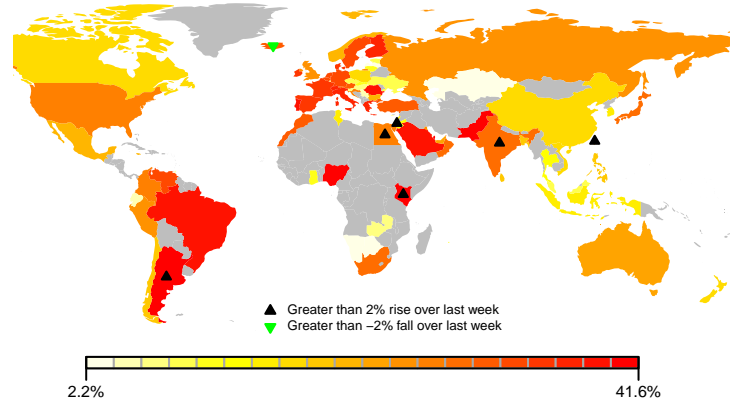 Greater than 2% rise over last week
Greater than −2% fall over last week
2.2%
41.6%